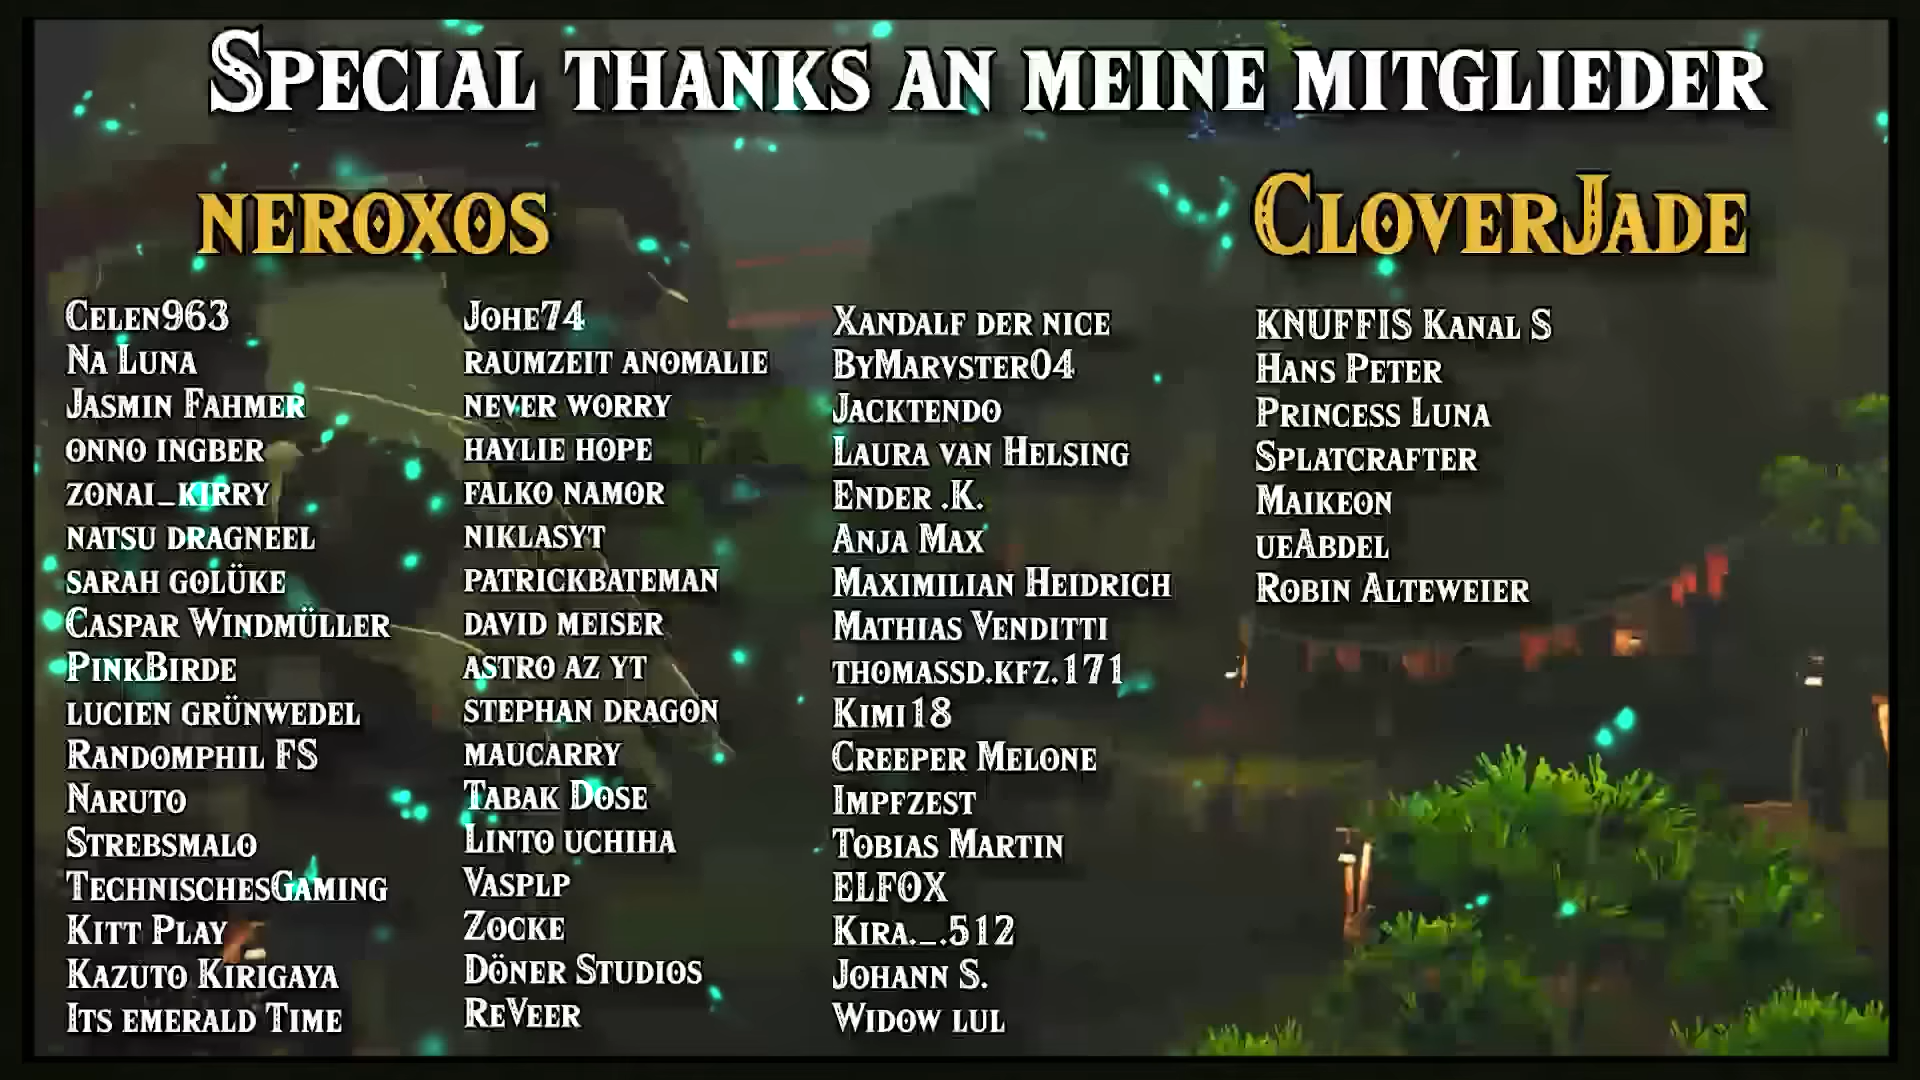 Special thanks an meine mitglieder
neroxos
CloverJade
Celen963
Na Luna
Jasmin Fahmer
onno ingber
zonai_kirry
natsu dragneel
sarah golüke
Caspar Windmüller
PinkBirde
lucien grünwedel
Randomphil FS
Naruto
Strebsmalo
TechnischesGaming
Kitt Play
Kazuto Kirigaya
Its emerald Time
Johe74
raumzeit anomalie
never worry
haylie hope
falko namor
niklasyt
patrickbateman
david meiser
astro az yt
stephan dragon
maucarry
Tabak Dose
Linto uchiha
Vasplp
Zocke
Döner Studios
ReVeer
Xandalf der nice
ByMarvster04
Jacktendo
Laura van Helsing
Ender .K.
Anja Max
Maximilian Heidrich
Mathias Venditti
thomassd.kfz.171
Kimi18
Creeper Melone
Impfzest
Tobias Martin
ELFOX
Kira._.512
Johann S.
Widow lul
KNUFFIS Kanal S
Hans Peter
Princess Luna
Splatcrafter
Maikeon
ueAbdel
Robin Alteweier